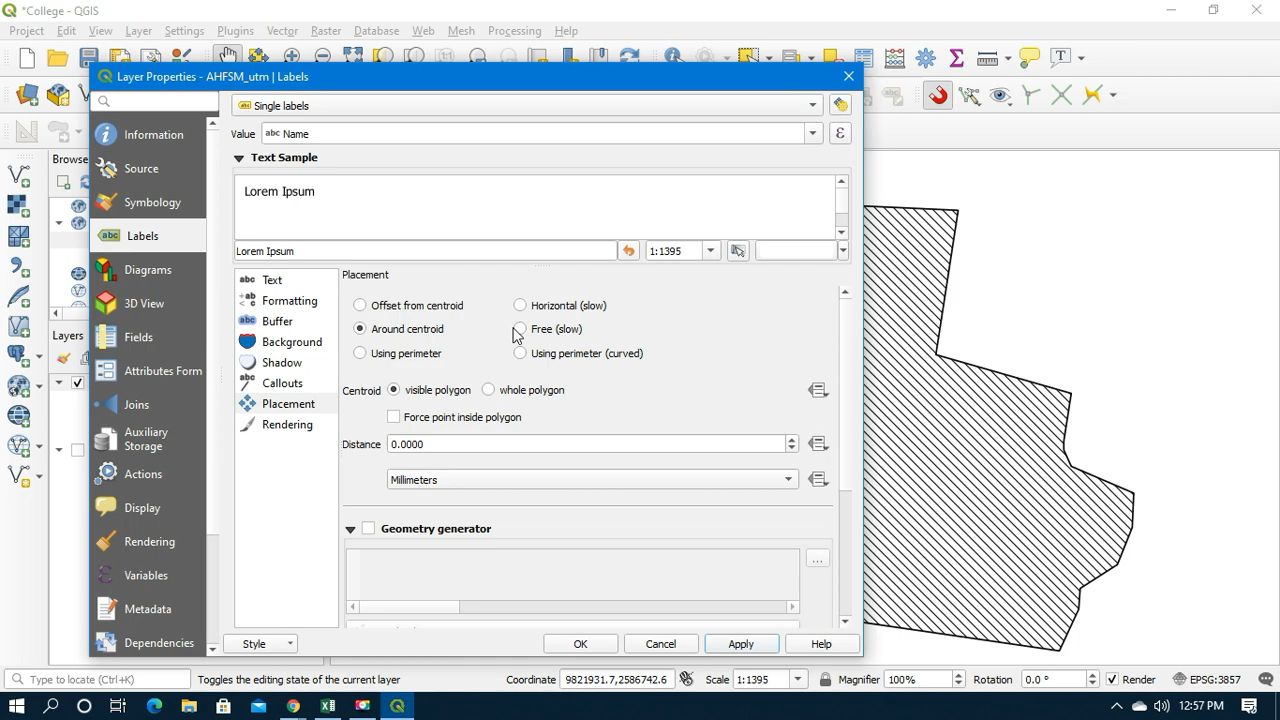 *College - QGIS
Project Edit View Layer Settings Plugins Vector Raster Database Web Mesh Processing Help
Layer Properties - AHFSM_utm | Labels
Single labels
Value abc Name
Text Sample
Lorem Ipsum
Lorem Ipsum
1:1395
Information
Source
Symbology
abc Labels
Diagrams
3D View
Fields
Attributes Form
Joins
Auxiliary
Storage
Actions
Display
Rendering
Variables
Metadata
Dependencies
Brows
Layers
abc Text
Formatting
abc Buffer
Background
Shadow
Callouts
Placement
Rendering
Placement
Offset from centroid
Horizontal (slow)
Around centroid
Free (slow)
Using perimeter
Using perimeter (curved)
Centroid visible polygon whole polygon
Force point inside polygon
Distance 0.0000
Millimeters
Geometry generator
...
Style OK Cancel Apply Help
Type to locate (Ctrl+K) Toggles the editing state of the current layer Coordinate 9821931.7,2586742.6 Scale 1:1395 Magnifier 100% Rotation 0.0 ° Render EPSG:3857
12:57 PM